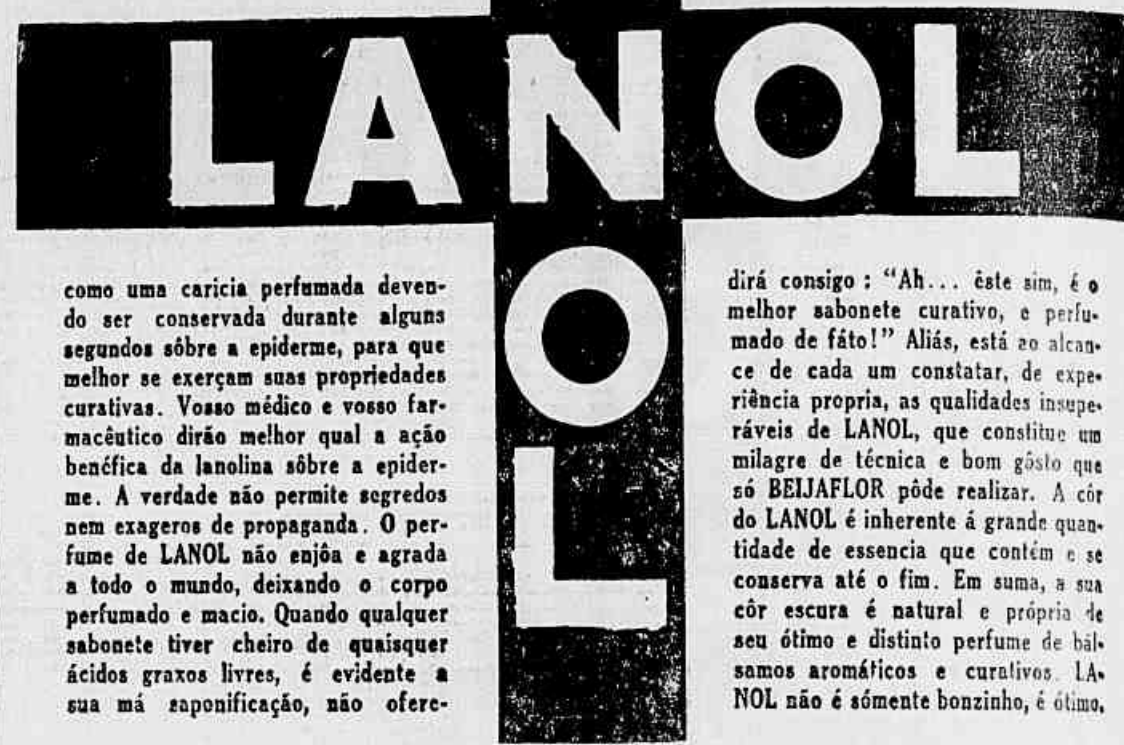 LANOL
O
L
como uma caricia perfumada deven-
do ser conservada durante alguns
segundos sôbre a epiderme, para que
melhor se exerçam suas propriedades
curativas. Vosso médico e vosso far-
macêutico dirão melhor qual a ação
benéfica da lanolina sôbre a epider-
me. A verdade não permite segredos
nem exageros de propaganda. O per-
fume de LANOL não enjôa e agrada
a todo o mundo, deixando o corpo
perfumado e macio. Quando qualquer
sabonete tiver cheiro de quaisquer
ácidos graxos livres, é evidente a
sua má saponificação, não ofere-
dirá consigo : "Ah... êste sim, é o
melhor sabonete curativo, e perfu-
mado de fáto!" Aliás, está ao alcan-
ce de cada um constatar, de expe-
riência propria, as qualidades insupe-
ráveis de LANOL, que constitue um
milagre de técnica e bom gôsto que
só BEIJAFLOR pôde realizar. A côr
do LANOL é inherente á grande quan-
tidade de essencia que contém e se
conserva até o fim. Em suma, a sua
côr escura é natural e própria de
seu ótimo e distinto perfume de bál-
samos aromáticos e curativos. LA-
NOL não é sómente bonzinho, é ótimo,